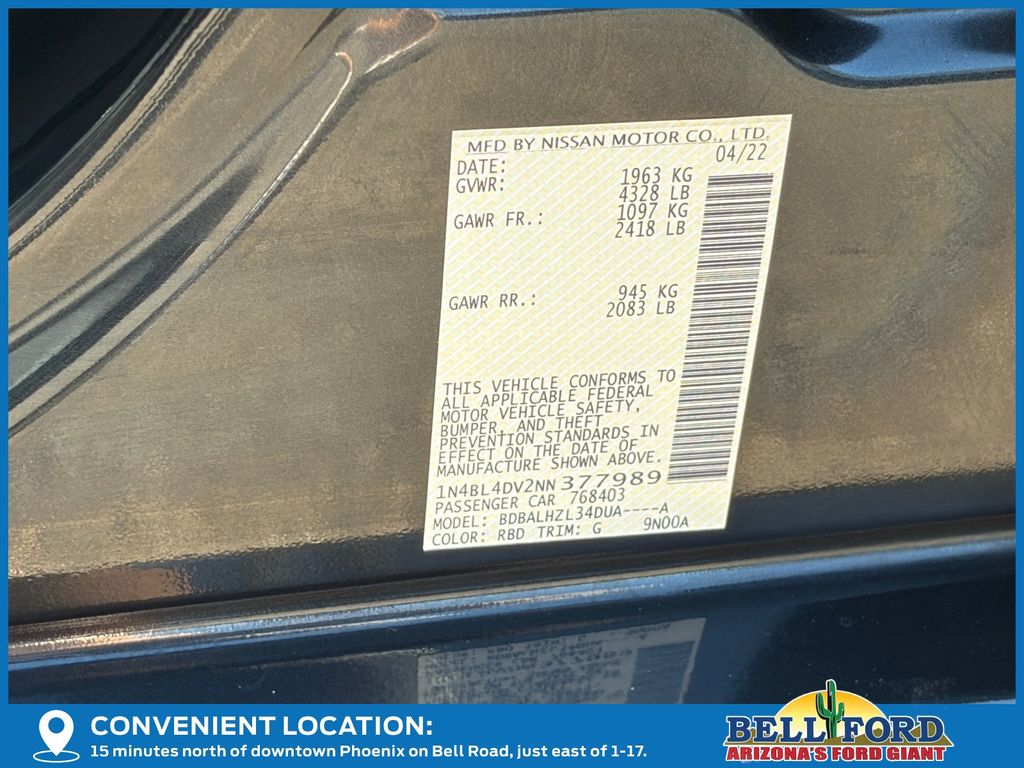 MFD BY NISSAN MOTOR CO., LTD.
DATE: 04/22
GVWR: 1963 KG
4328 LB
GAWR FR.: 1097 KG
2418 LB
GAWR RR.: 945 KG
2083 LB
THIS VEHICLE CONFORMS TO
ALL APPLICABLE FEDERAL
MOTOR VEHICLE SAFETY,
BUMPER, AND THEFT
PREVENTION STANDARDS IN
EFFECT ON THE DATE OF
MANUFACTURE SHOWN ABOVE.
1N4BL4DV2NN377989
PASSENGER CAR 768403
MODEL: BDBALHZL34DUA----A
COLOR: RBD TRIM: G 9N00A
CONVENIENT LOCATION:
15 minutes north of downtown Phoenix on Bell Road, just east of 1-17.
BELL FORD
ARIZONA'S FORD GIANT